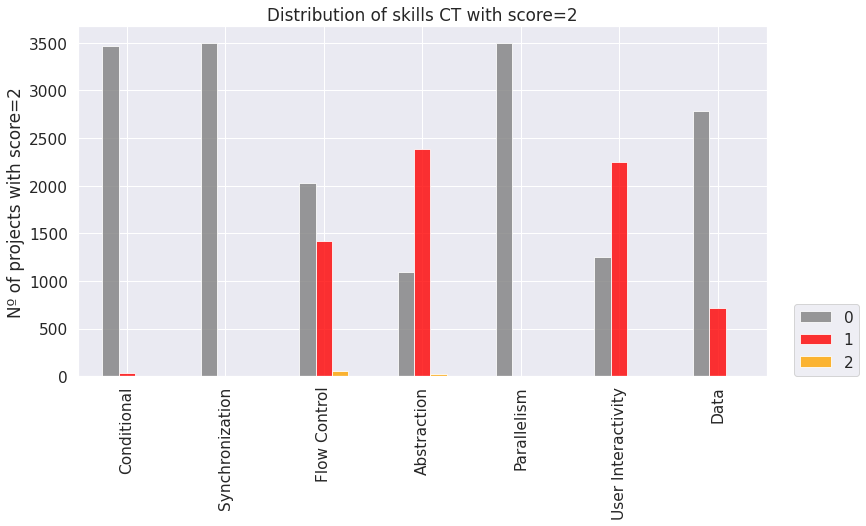 Distribution of skills CT with score=2
Nº of projects with score=2
3500
3000
2500
2000
1500
1000
500
0
Conditional
Synchronization
Flow Control
Abstraction
Parallelism
User Interactivity
Data
0
1
2